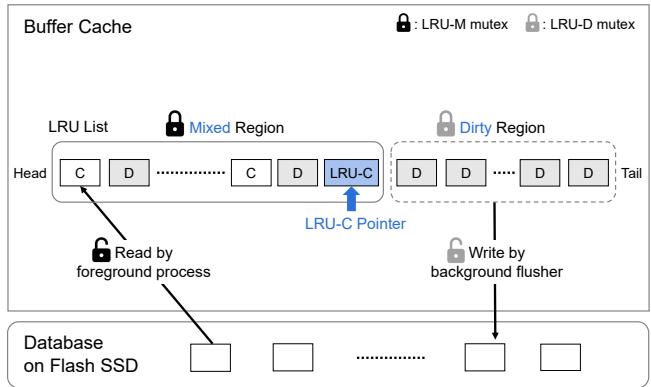 Buffer Cache
: LRU-M mutex : LRU-D mutex
LRU List Mixed Region Dirty Region
Head C D ............... C D LRU-C D D ..... D D Tail
LRU-C Pointer
Read by
foreground process
Write by
background flusher
Database
on Flash SSD
...............